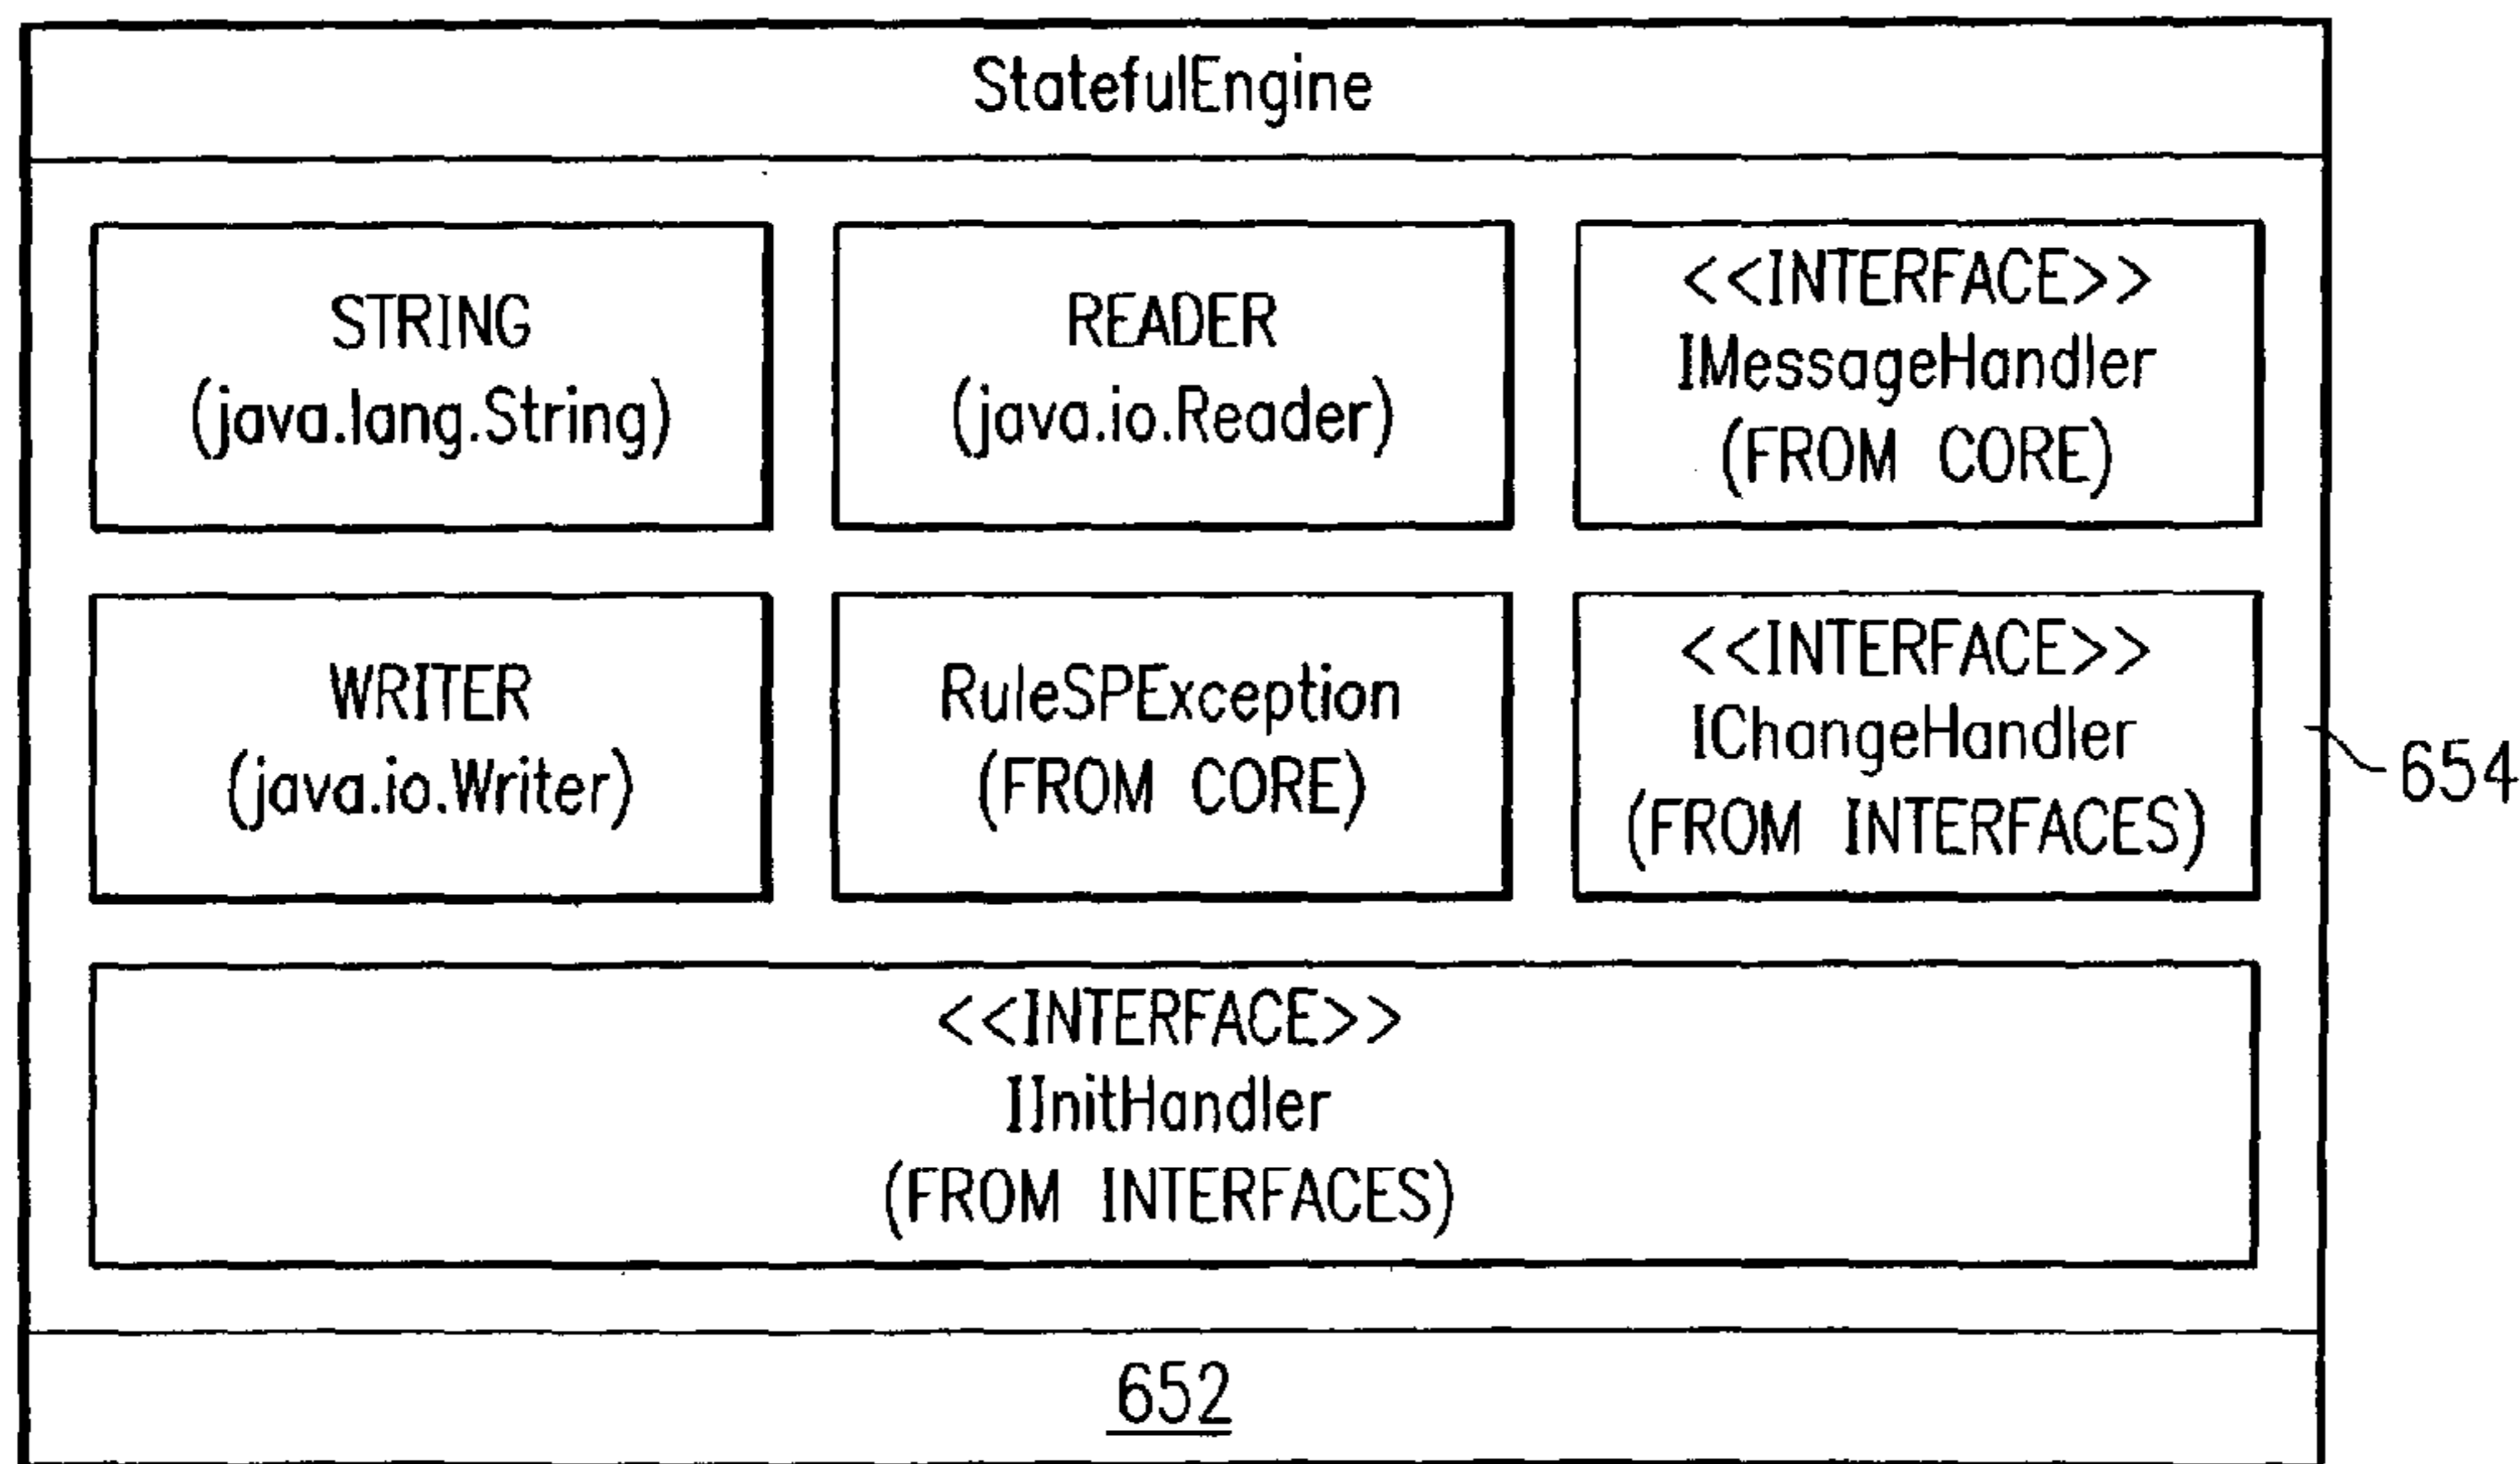 StatefulEngine
STRING
(java.lang.String)
READER
(java.io.Reader)
<<INTERFACE>>
IMessageHandler
(FROM CORE)
WRITER
(java.io.Writer)
RuleSPException
(FROM CORE)
<<INTERFACE>>
IChangeHandler
(FROM INTERFACES)
654
<<INTERFACE>>
IInitHandler
(FROM INTERFACES)
652